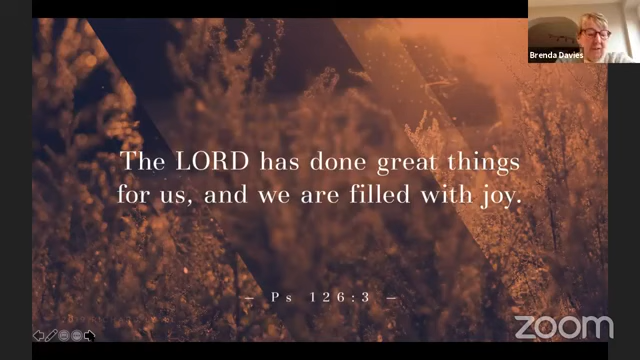 Brenda Davies
The LORD has done great things
for us, and we are filled with joy.
– Ps 126:3 –
zoom